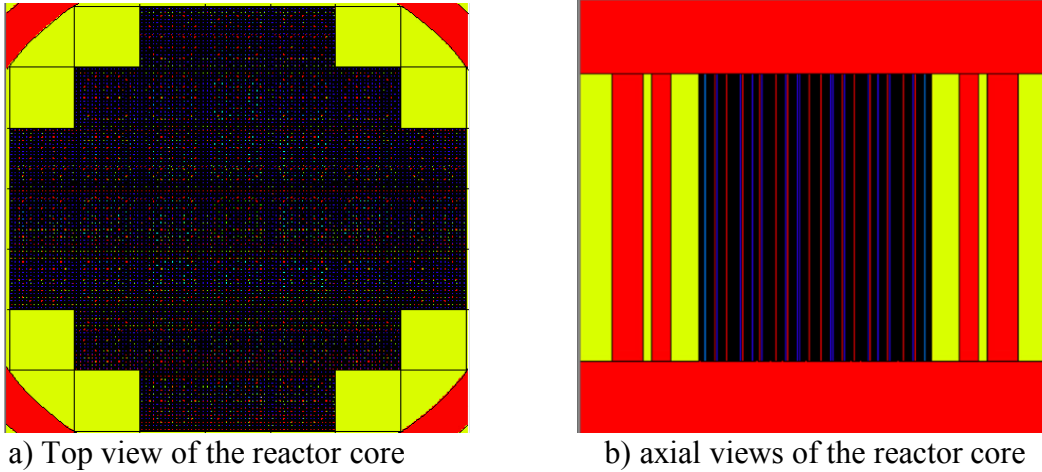 a) Top view of the reactor core
b) axial views of the reactor core